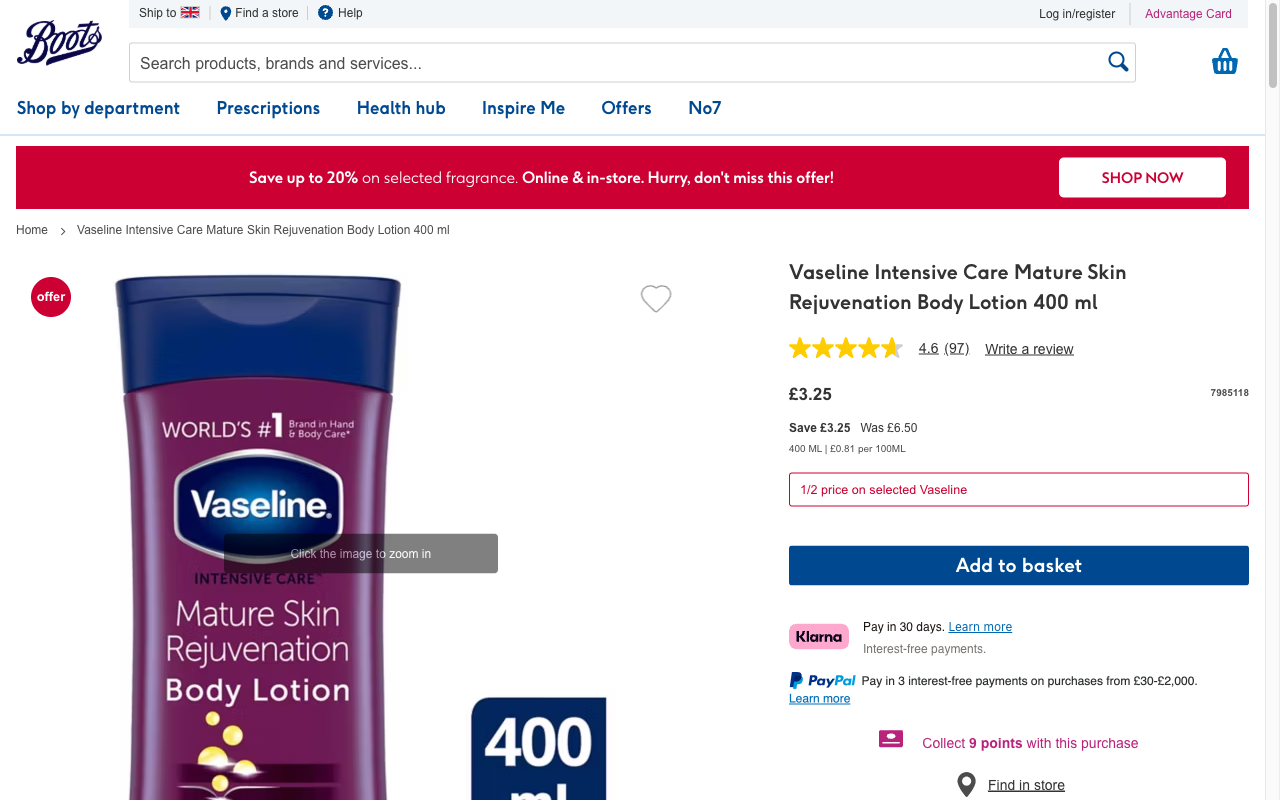 Boots
Ship to
Find a store
Help
Log in/register
Advantage Card
Search products, brands and services...
Shop by department
Prescriptions
Health hub
Inspire Me
Offers
No7
Save up to 20% on selected fragrance. Online & in-store. Hurry, don't miss this offer!
SHOP NOW
Home
Vaseline Intensive Care Mature Skin Rejuvenation Body Lotion 400 ml
offer
WORLD'S #1 Brand in Hand
& Body Care*
Vaseline.
Click the image to zoom in
INTENSIVE CARE™
Mature Skin
Rejuvenation
Body Lotion
400
ml
Vaseline Intensive Care Mature Skin
Rejuvenation Body Lotion 400 ml
4.6 (97) Write a review
£3.25
7985118
Save £3.25 Was £6.50
400 ML | £0.81 per 100ML
1/2 price on selected Vaseline
Add to basket
Klarna
Pay in 30 days. Learn more
Interest-free payments.
PayPal Pay in 3 interest-free payments on purchases from £30-£2,000.
Learn more
Collect 9 points with this purchase
Find in store